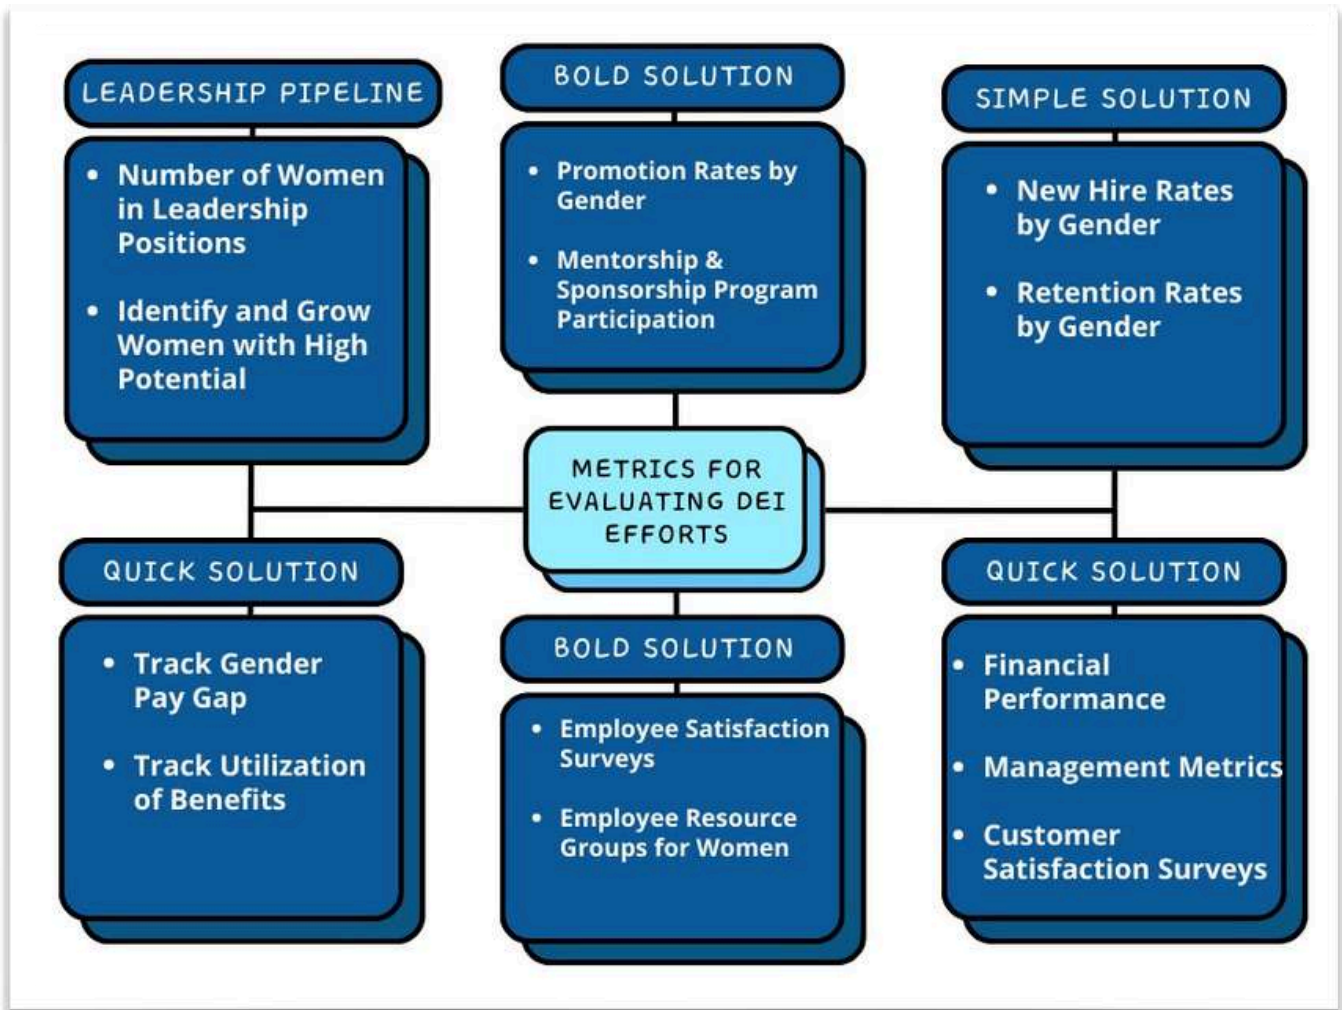 LEADERSHIP PIPELINE
• Number of Women
in Leadership
Positions
• Identify and Grow
Women with High
Potential
BOLD SOLUTION
• Promotion Rates by
Gender
• Mentorship &
Sponsorship Program
Participation
SIMPLE SOLUTION
• New Hire Rates
by Gender
• Retention Rates
by Gender
METRICS FOR
EVALUATING DEI
EFFORTS
QUICK SOLUTION
• Track Gender
Pay Gap
• Track Utilization
of Benefits
BOLD SOLUTION
• Employee Satisfaction
Surveys
• Employee Resource
Groups for Women
QUICK SOLUTION
• Financial
Performance
• Management Metrics
• Customer
Satisfaction Surveys